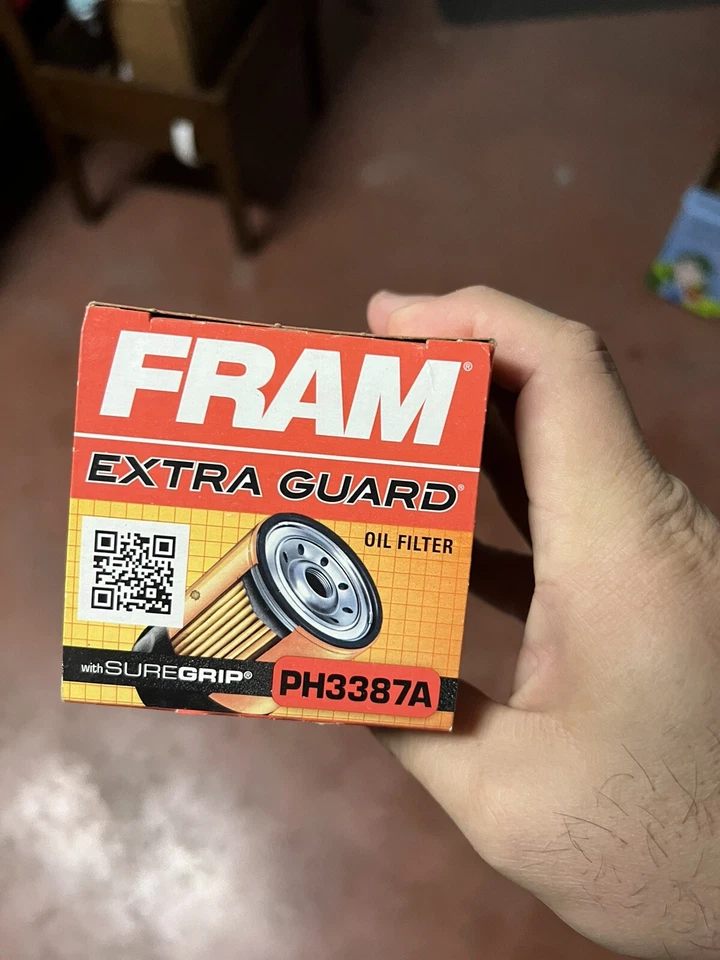 FRAM®
EXTRA GUARD®
OIL FILTER
with SUREGRIP®
PH3387A